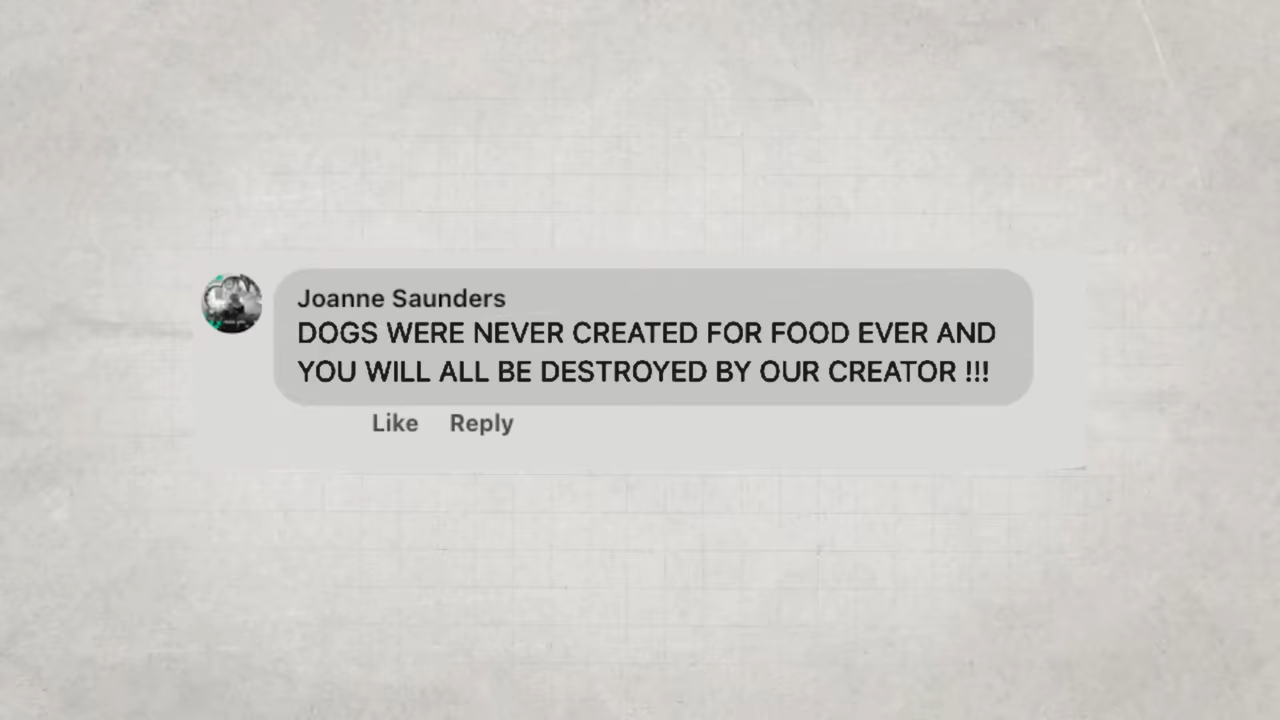 Joanne Saunders
DOGS WERE NEVER CREATED FOR FOOD EVER AND
YOU WILL ALL BE DESTROYED BY OUR CREATOR !!!
Like Reply